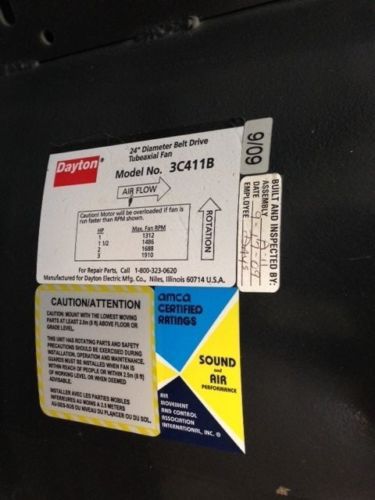 Dayton
24" Diameter Belt Drive
Tubeaxial Fan
Model No. 3C411B
AIR FLOW
ROTATION
Caution! Motor will be overloaded if fan is
run faster than RPM shown.
HP Max. Fan RPM
1 1312
1 1/2 1486
2 1688
3 1910
For Repair Parts, Call 1-800-323-0620
Manufactured for Dayton Electric Mfg. Co., Niles, Illinois 60714 U.S.A.
9/09
BUILT AND INSPECTED BY:
ASSEMBLY
DATE
EMPLOYEE
CAUTION/ATTENTION
CAUTION: MOUNT WITH THE LOWEST MOVING
PARTS AT LEAST 2.5m (8 ft) ABOVE FLOOR OR
GRADE LEVEL.
THIS UNIT HAS ROTATING PARTS AND SAFETY
PRECAUTIONS SHOULD BE EXERCISED DURING
INSTALLATION, OPERATION AND MAINTENANCE.
GUARDS MUST BE INSTALLED WHEN FAN IS
WITHIN REACH OF PEOPLE OR WITHIN 2.5m (8 ft)
OF WORKING LEVEL OR WHEN DEEMED
ADVISABLE.
INSTALLER AVEC LES PARTIES MOBILES
INFERIEURES AU MOINS A 2.5 METERS
AU-DESSUS DU NIVEAU DU PLANCHER OU DU SOL.
amca
CERTIFIED
RATINGS
SOUND
and
AIR
PERFORMANCE
AIR
MOVEMENT
AND CONTROL
ASSOCIATION
INTERNATIONAL, INC. ®